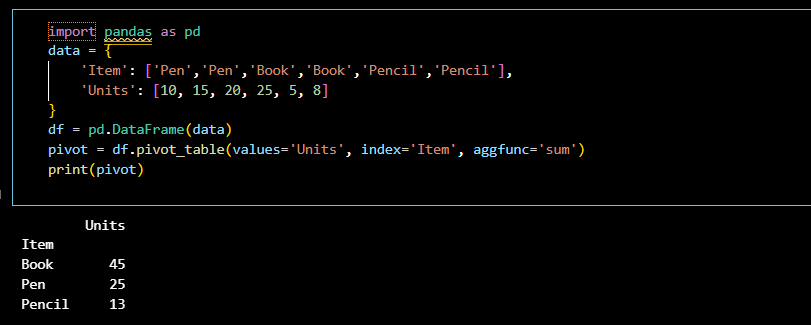 import pandas as pd
data = {
    'Item': ['Pen','Pen','Book','Book','Pencil','Pencil'],
    'Units': [10, 15, 20, 25, 5, 8]
}
df = pd.DataFrame(data)
pivot = df.pivot_table(values='Units', index='Item', aggfunc='sum')
print(pivot)
        Units
Item
Book       45
Pen        25
Pencil     13